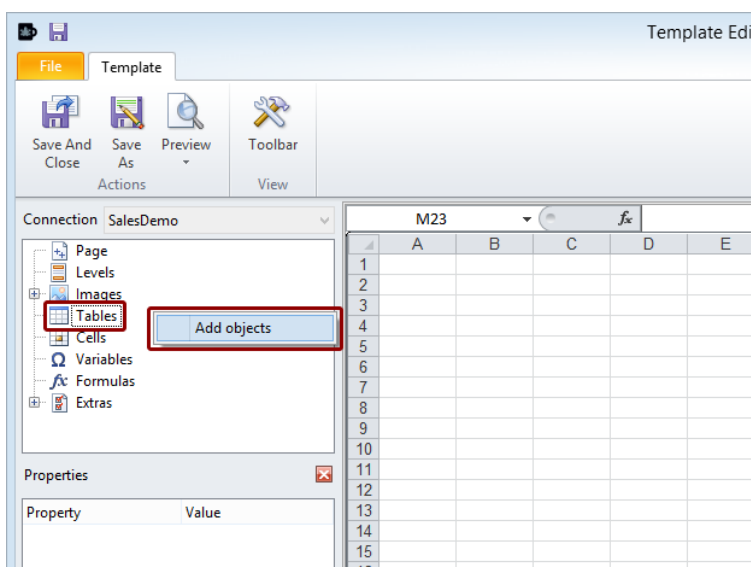 Template Edi
File Template
Save And Close Save As Preview Toolbar
Actions View
Connection SalesDemo M23 fx
A B C D E
Page
Levels
Images
Tables
Add objects
Cells
Variables
fx Formulas
Extras
1
2
3
4
5
6
7
8
9
10
11
12
13
14
15
Properties
Property Value